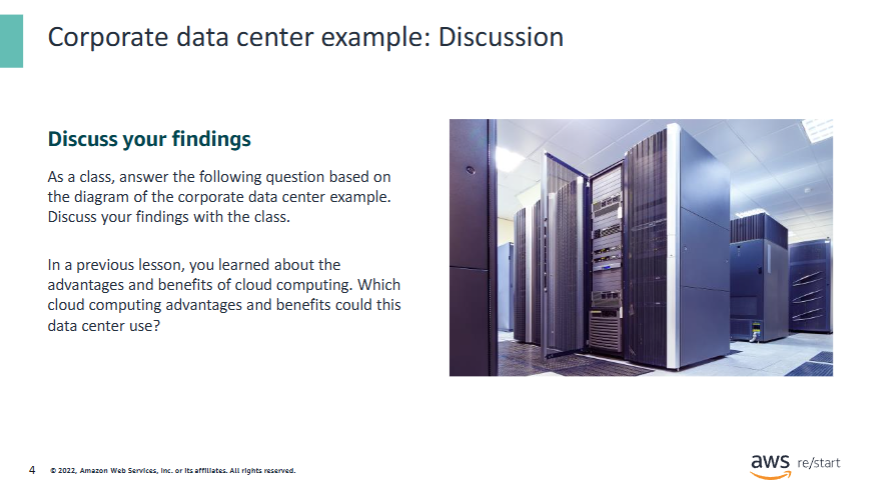 Corporate data center example: Discussion
Discuss your findings
As a class, answer the following question based on
the diagram of the corporate data center example.
Discuss your findings with the class.
In a previous lesson, you learned about the
advantages and benefits of cloud computing. Which
cloud computing advantages and benefits could this
data center use?
4 © 2022, Amazon Web Services, Inc. or its affiliates. All rights reserved.
aws re/start